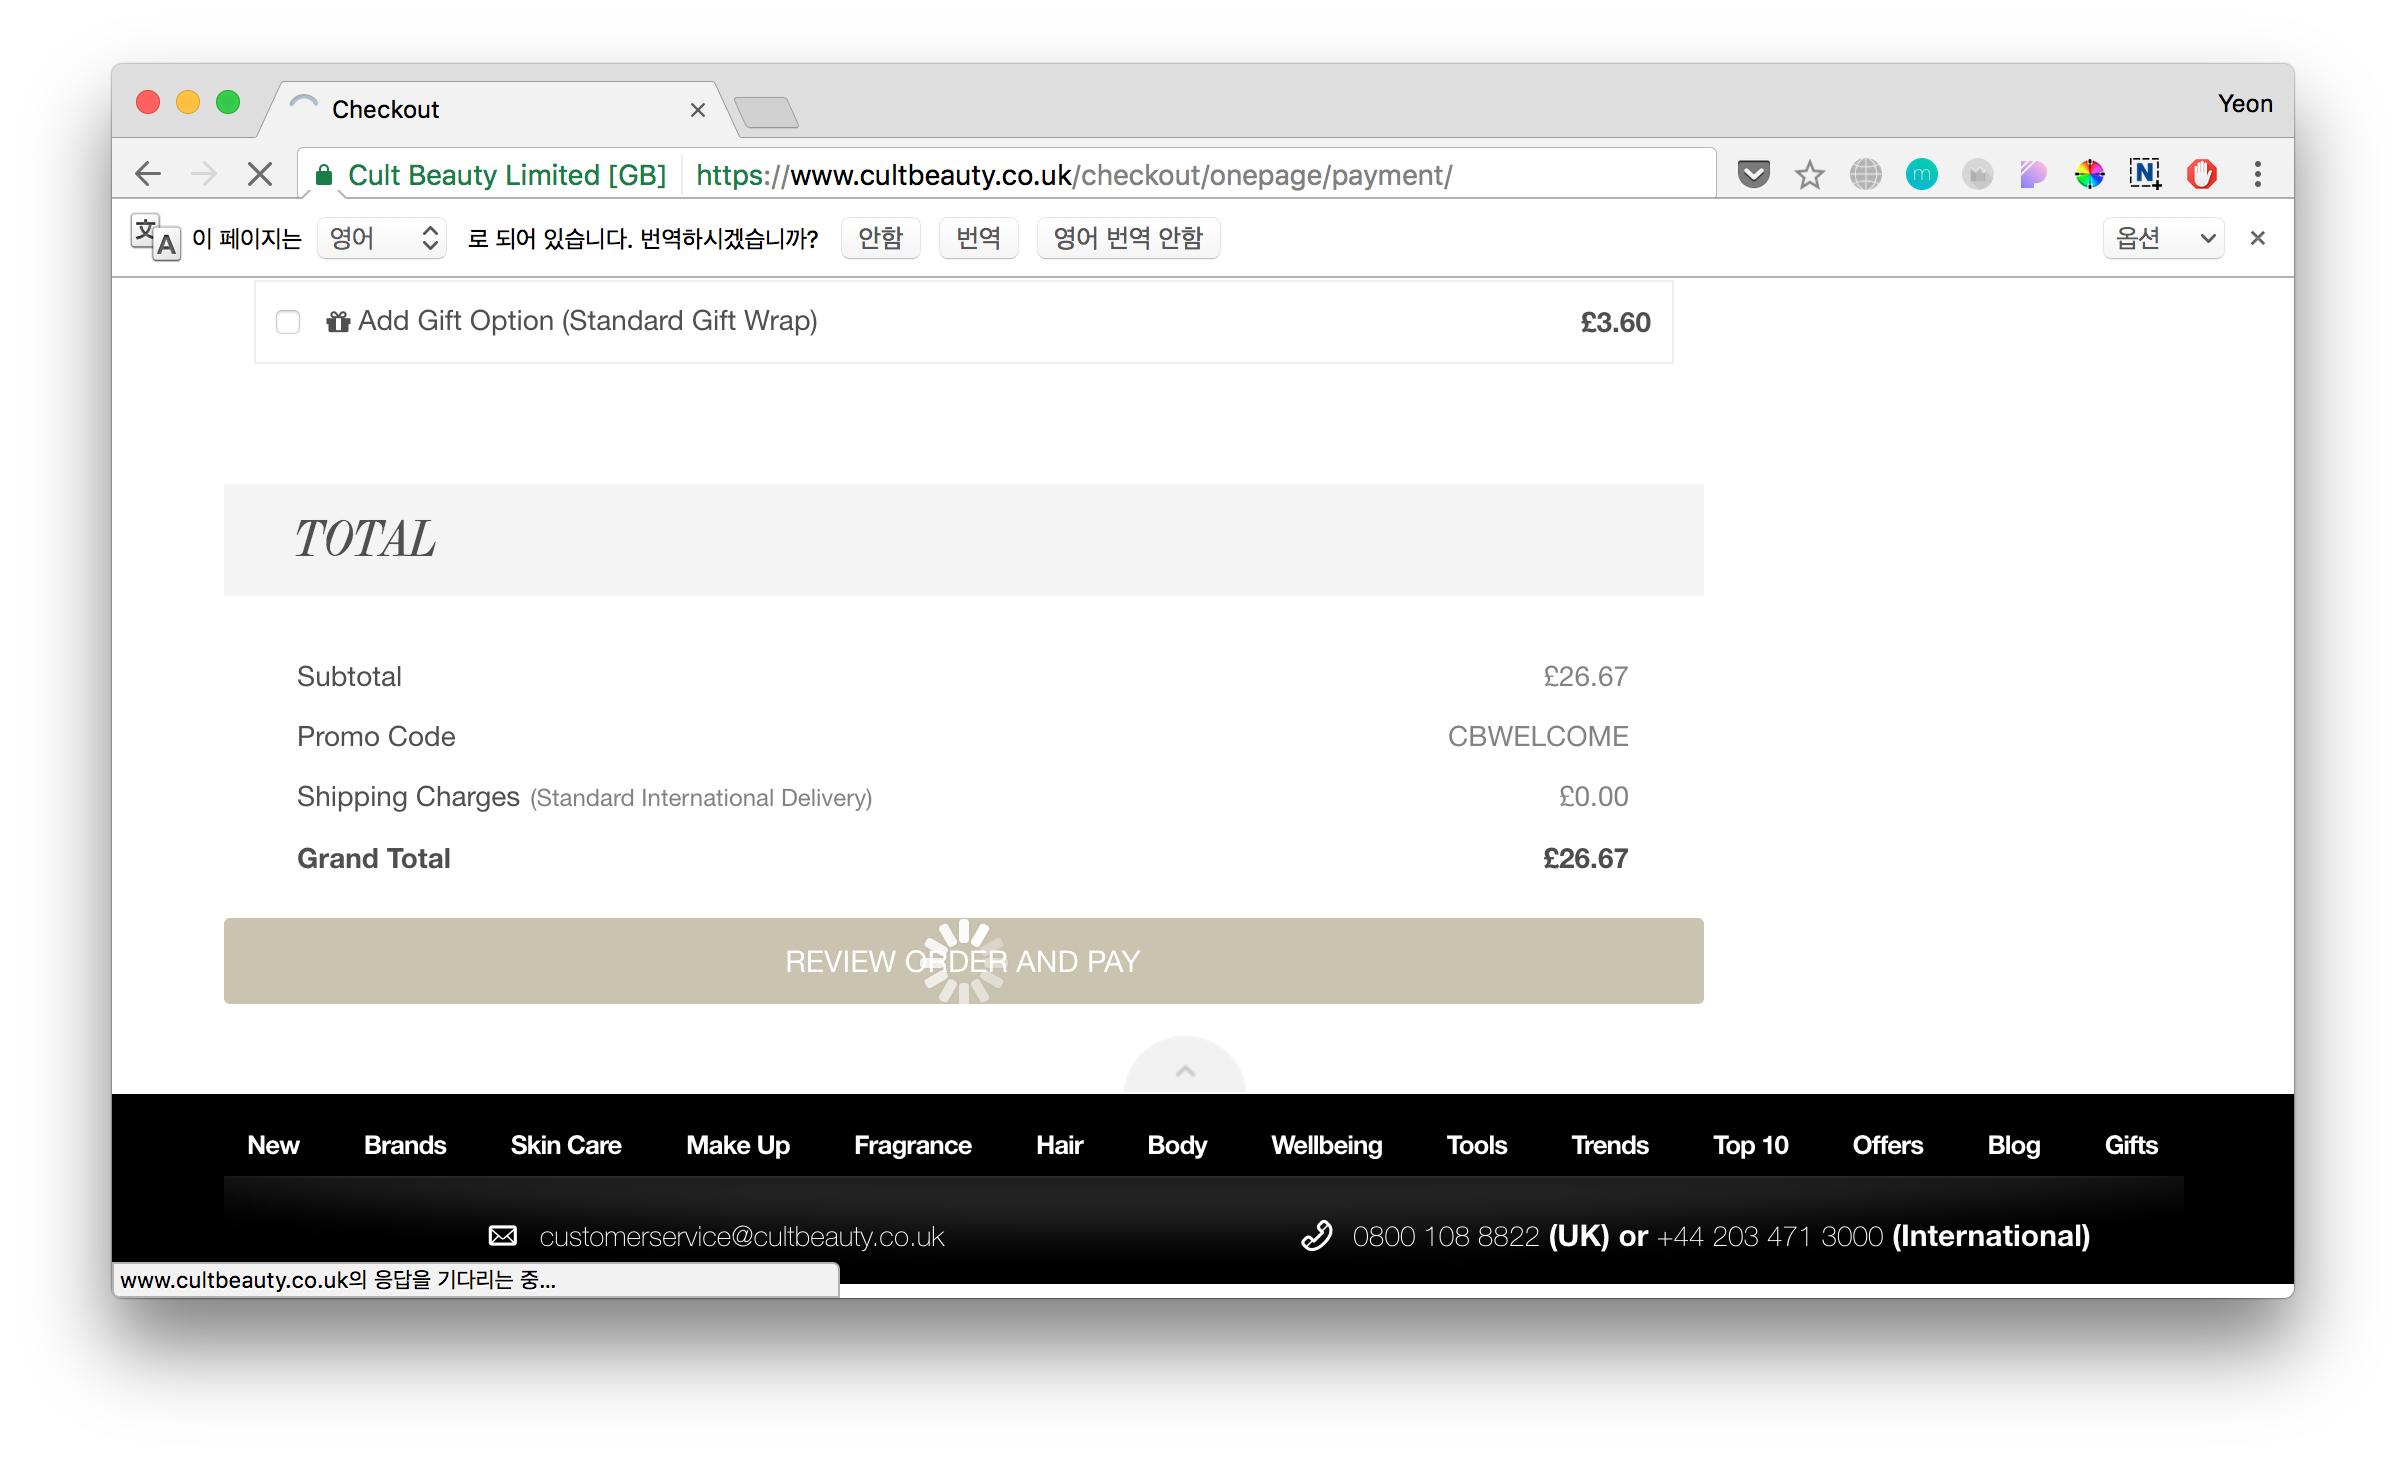 Checkout
Yeon
Cult Beauty Limited [GB] https://www.cultbeauty.co.uk/checkout/onepage/payment/
이 페이지는 영어 로 되어 있습니다. 번역하시겠습니까? 안함 번역 영어 번역 안함 옵션
Add Gift Option (Standard Gift Wrap) £3.60
TOTAL
Subtotal £26.67
Promo Code CBWELCOME
Shipping Charges (Standard International Delivery) £0.00
Grand Total £26.67
REVIEW ORDER AND PAY
New Brands Skin Care Make Up Fragrance Hair Body Wellbeing Tools Trends Top 10 Offers Blog Gifts
customerservice@cultbeauty.co.uk 0800 108 8822 (UK) or +44 203 471 3000 (International)
www.cultbeauty.co.uk의 응답을 기다리는 중...